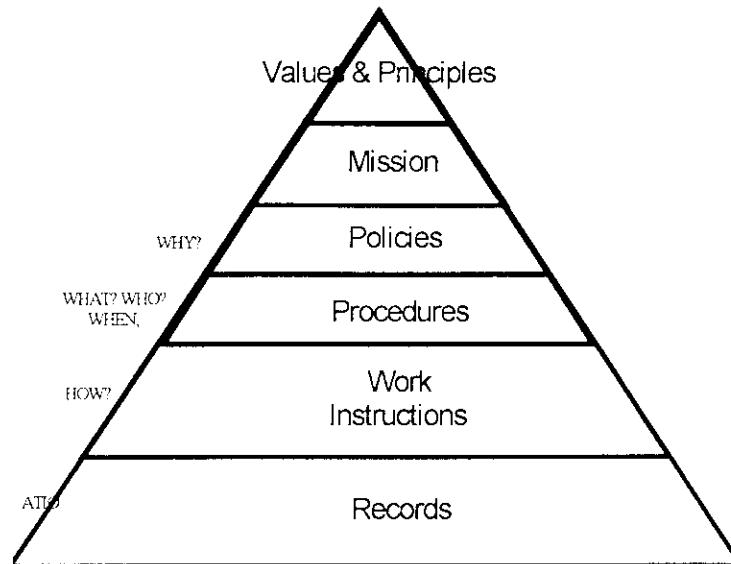 Values & Principles
Mission
WHY?
Policies
WHAT? WHO?
WHEN,
Procedures
HOW?
Work
Instructions
Records